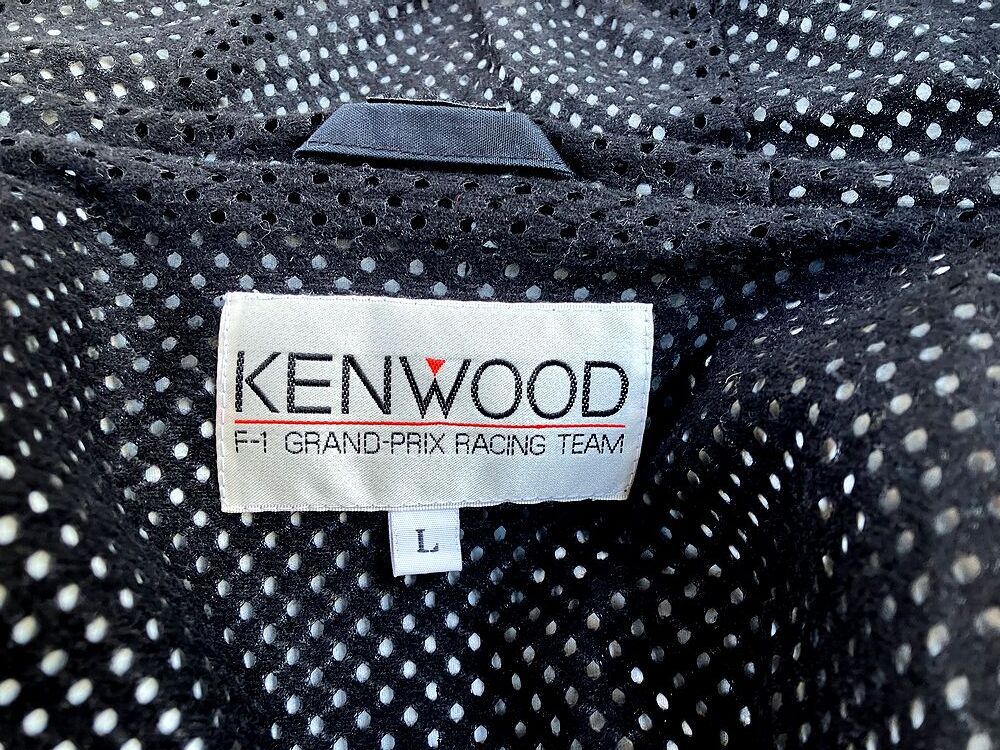 KENWOOD
F-1 GRAND-PRIX RACING TEAM
L